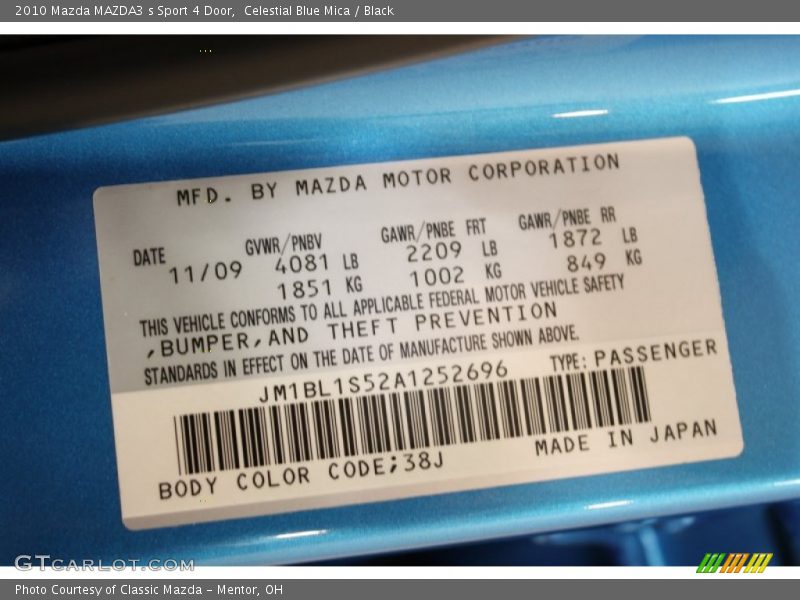 2010 Mazda MAZDA3 s Sport 4 Door,  Celestial Blue Mica / Black
MFD. BY MAZDA MOTOR CORPORATION
DATE GVWR/PNBV GAWR/PNBE FRT GAWR/PNBE RR
11/09 4081 LB 2209 LB 1872 LB
1851 KG 1002 KG 849 KG
THIS VEHICLE CONFORMS TO ALL APPLICABLE FEDERAL MOTOR VEHICLE SAFETY
,BUMPER,AND THEFT PREVENTION
STANDARDS IN EFFECT ON THE DATE OF MANUFACTURE SHOWN ABOVE.
JM1BL1S52A1252696 TYPE: PASSENGER
BODY COLOR CODE;38J MADE IN JAPAN
GTcarlot.com
Photo Courtesy of Classic Mazda - Mentor, OH